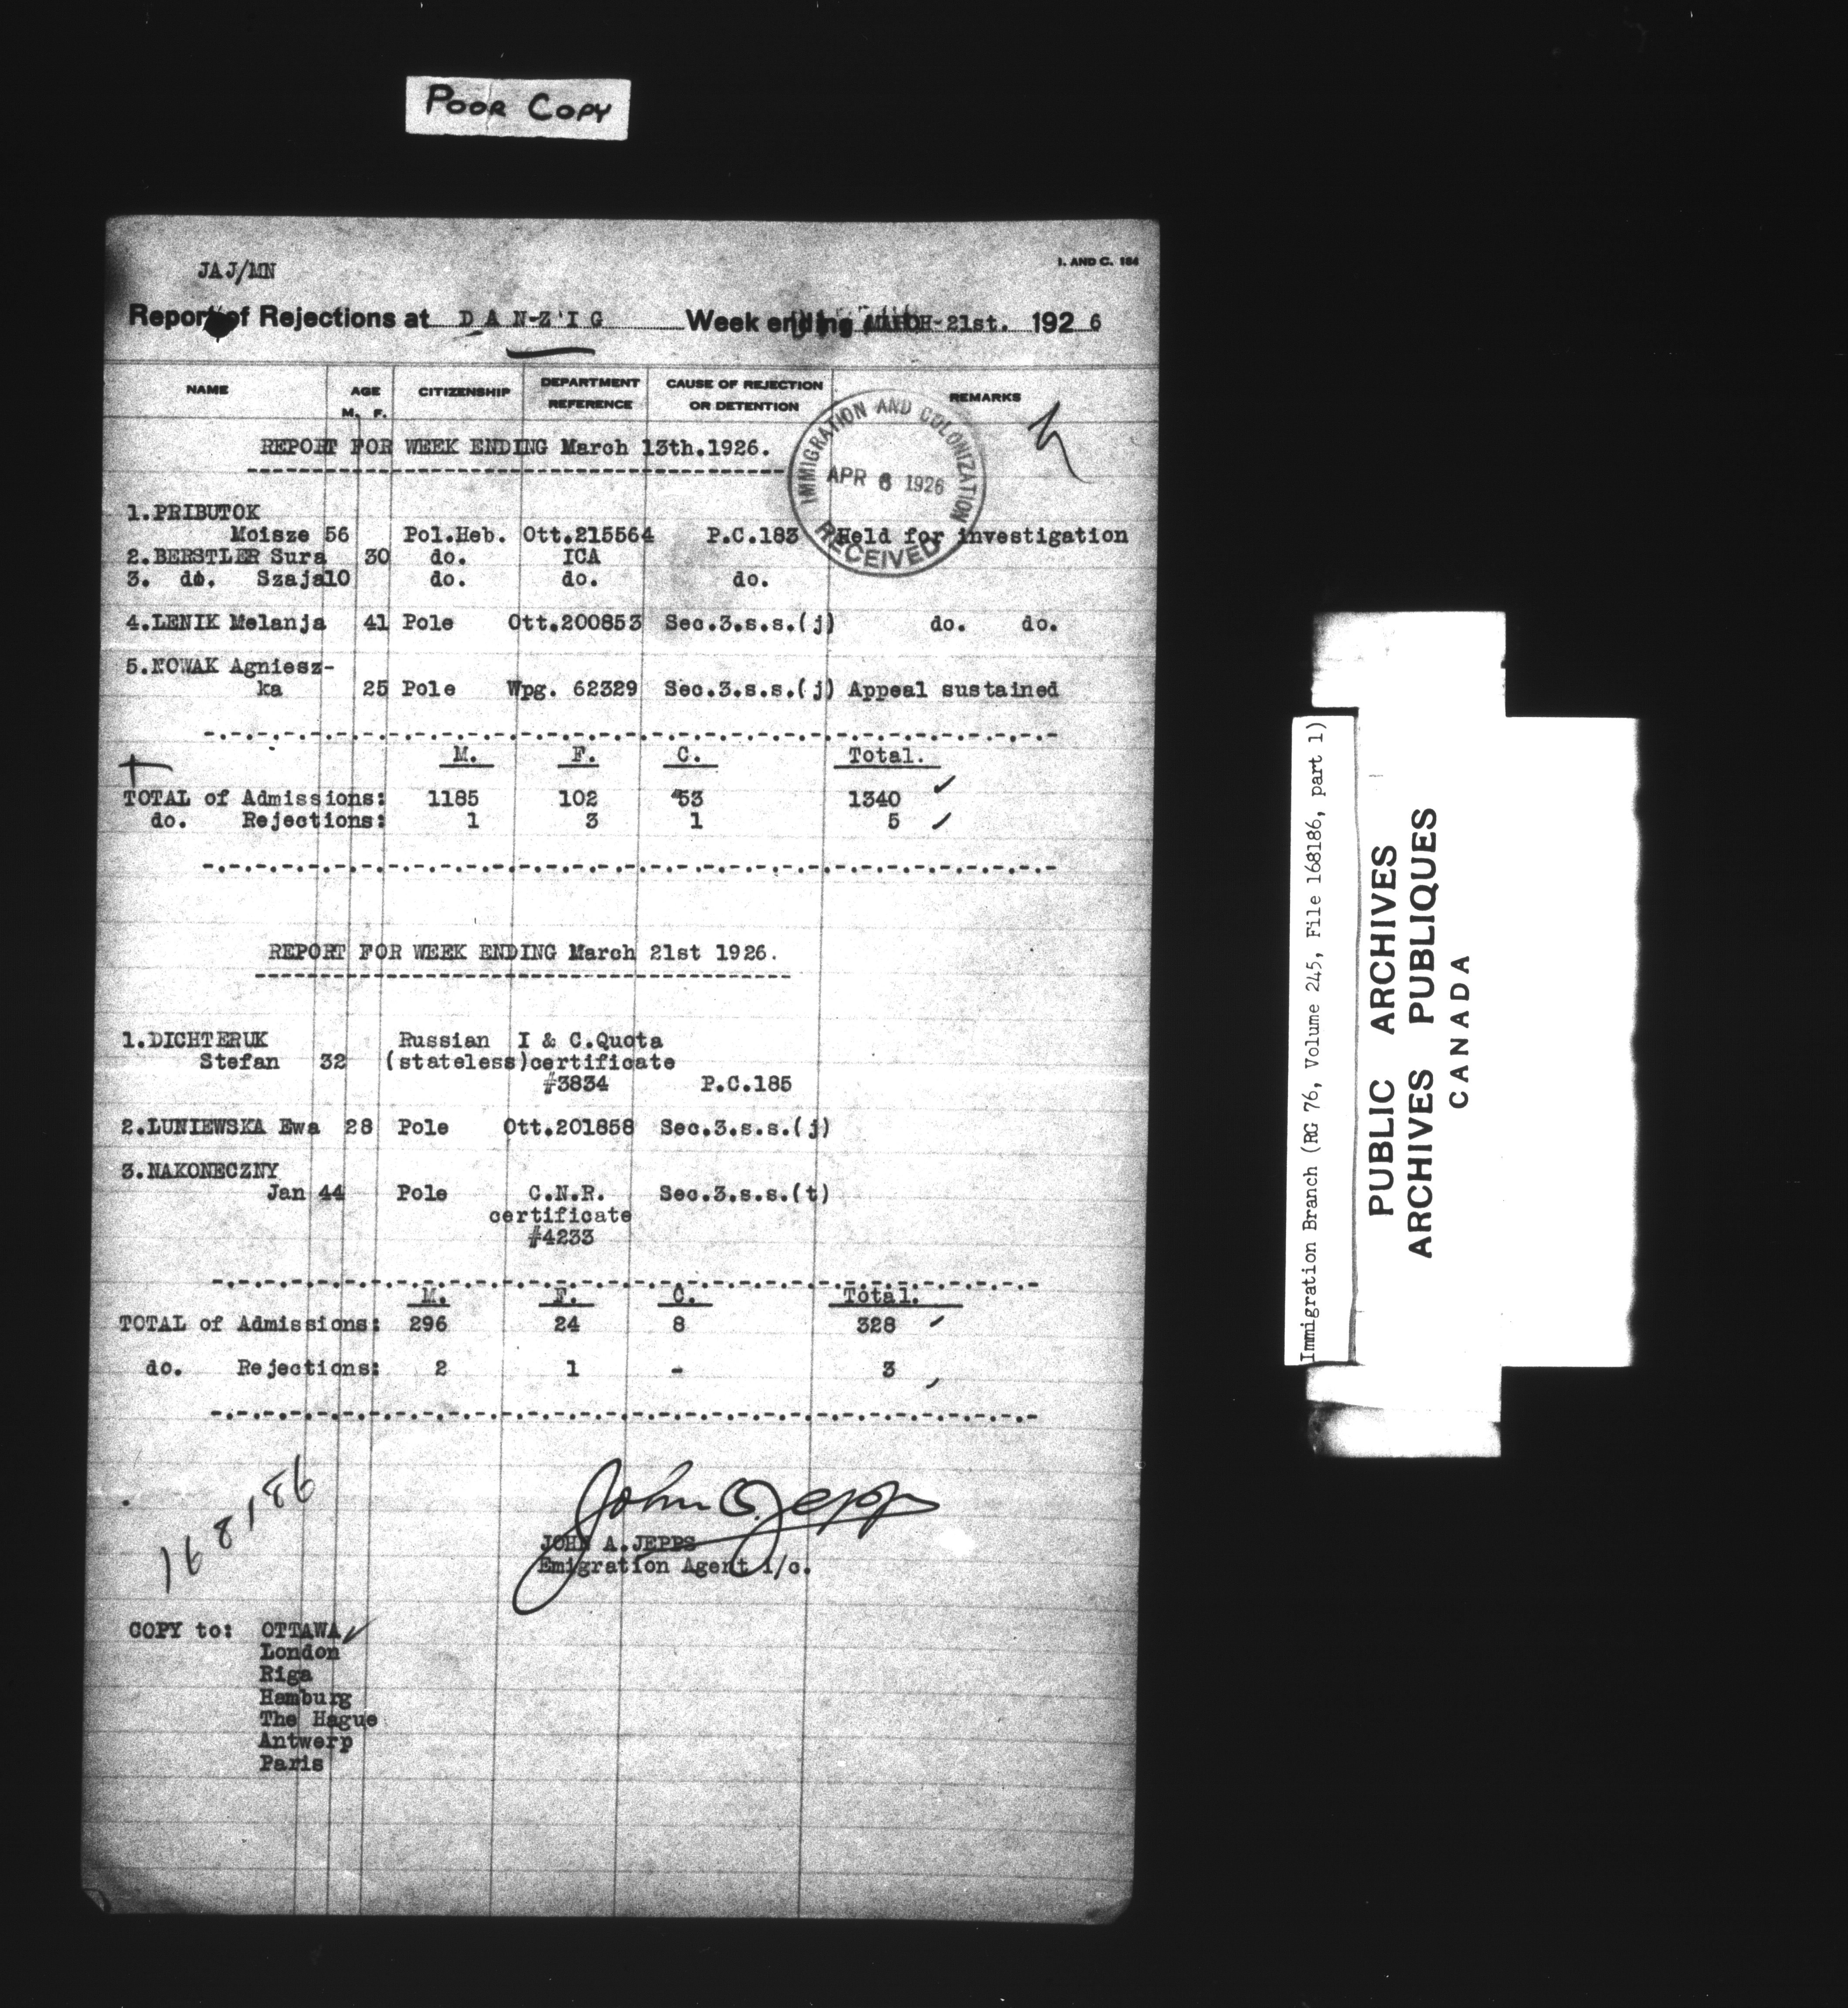 POOR COPY
JAJ/MN
I. AND C. 184
Report of Rejections at DANZIG Week ending MARCH-21st. 1926
NAME AGE CITIZENSHIP DEPARTMENT REFERENCE CAUSE OF REJECTION OR DETENTION REMARKS
M. F.
REPORT FOR WEEK ENDING March 13th.1926.
IMMIGRATION AND COLONIZATION
APR 6 1926
RECEIVED
1.PRIBUTOK
Moisze 56 Pol.Heb. Ott.215564 P.C.183 Held for investigation
2.BERSTLER Sura 30 do. ICA
3. do. Szaja10 do. do. do.
4.LENIK Melanja 41 Pole Ott.200853 Sec.3.s.s.(j) do. do.
5.NOWAK Agniesz-
ka 25 Pole Wpg. 62329 Sec.3.s.s.(j) Appeal sustained
M. F. C. Total.
TOTAL of Admissions: 1185 102 53 1340
do. Rejections: 1 3 1 5
REPORT FOR WEEK ENDING March 21st 1926.
1.DICHTERUK Russian I & C.Quota
Stefan 32 (stateless)certificate
#3834 P.C.185
2.LUNIEWSKA Ewa 28 Pole Ott.201858 Sec.3.s.s.(j)
3.NAKONECZNY
Jan 44 Pole C.N.R. Sec.3.s.s.(t)
certificate
#4233
M. F. C. Total.
TOTAL of Admissions: 296 24 8 328
do. Rejections: 2 1 - 3
168186
John A. Jepps
JOHN A.JEPPS
Emigration Agent i/c.
COPY to: OTTAWA
London
Riga
Hamburg
The Hague
Antwerp
Paris
Immigration Branch (RG 76, Volume 245, File 168186, part 1)
PUBLIC ARCHIVES
ARCHIVES PUBLIQUES
CANADA